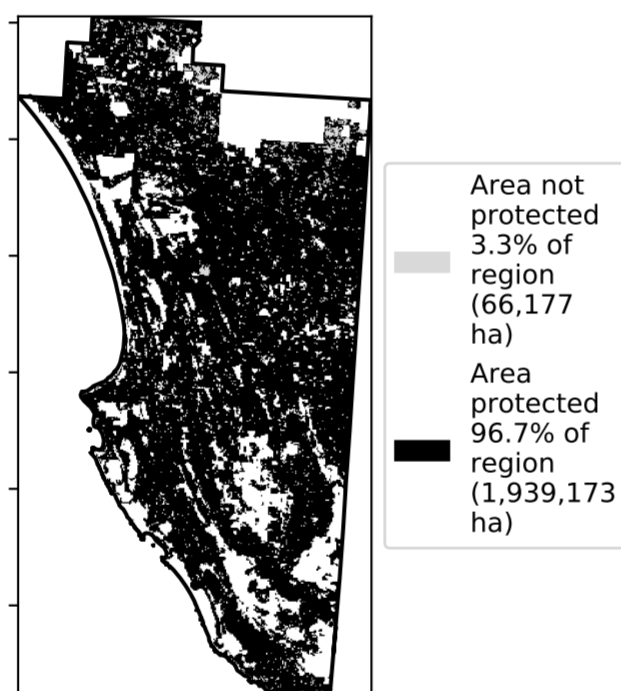 Area not
protected
3.3% of
region
(66,177
ha)
Area
protected
96.7% of
region
(1,939,173
ha)